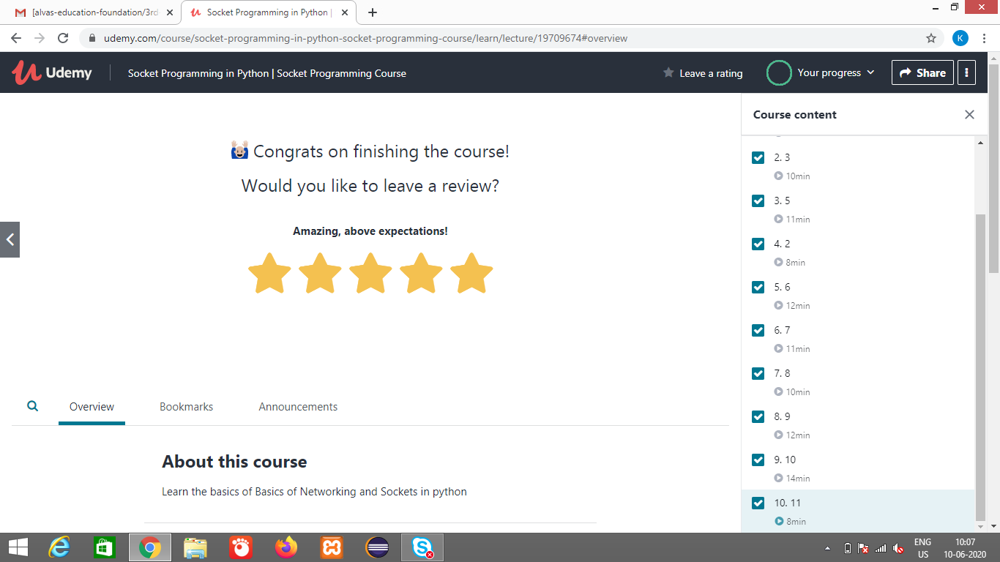 [alvas-education-foundation/3rd
Socket Programming in Python |
udemy.com/course/socket-programming-in-python-socket-programming-course/learn/lecture/19709674#overview
K
Udemy
Socket Programming in Python | Socket Programming Course
Leave a rating
Your progress
Share
Congrats on finishing the course!
Would you like to leave a review?
Amazing, above expectations!
Overview
Bookmarks
Announcements
About this course
Learn the basics of Basics of Networking and Sockets in python
Course content
2. 3
10min
3. 5
11min
4. 2
8min
5. 6
12min
6. 7
11min
7. 8
10min
8. 9
12min
9. 10
14min
10. 11
8min
ENG
US
10:07
10-06-2020